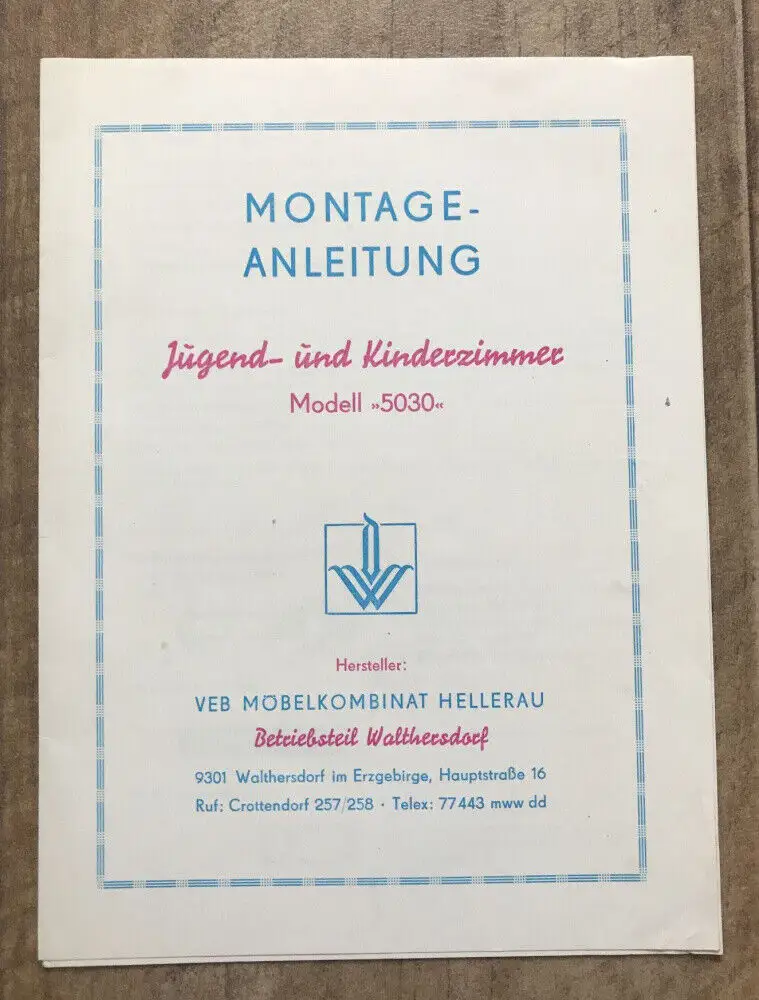 MONTAGE-
ANLEITUNG
Jugend- und Kinderzimmer
Modell »5030«
Hersteller:
VEB MÖBELKOMBINAT HELLERAU
Betriebsteil Walthersdorf
9301 Walthersdorf im Erzgebirge, Hauptstraße 16
Ruf: Crottendorf 257/258 · Telex: 77443 mww dd